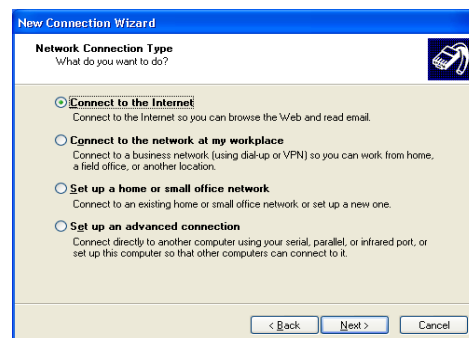 New Connection Wizard
Network Connection Type
What do you want to do?
Connect to the Internet
Connect to the Internet so you can browse the Web and read email.
Connect to the network at my workplace
Connect to a business network (using dial-up or VPN) so you can work from home,
a field office, or another location.
Set up a home or small office network
Connect to an existing home or small office network or set up a new one.
Set up an advanced connection
Connect directly to another computer using your serial, parallel, or infrared port, or
set up this computer so that other computers can connect to it.
< Back Next > Cancel